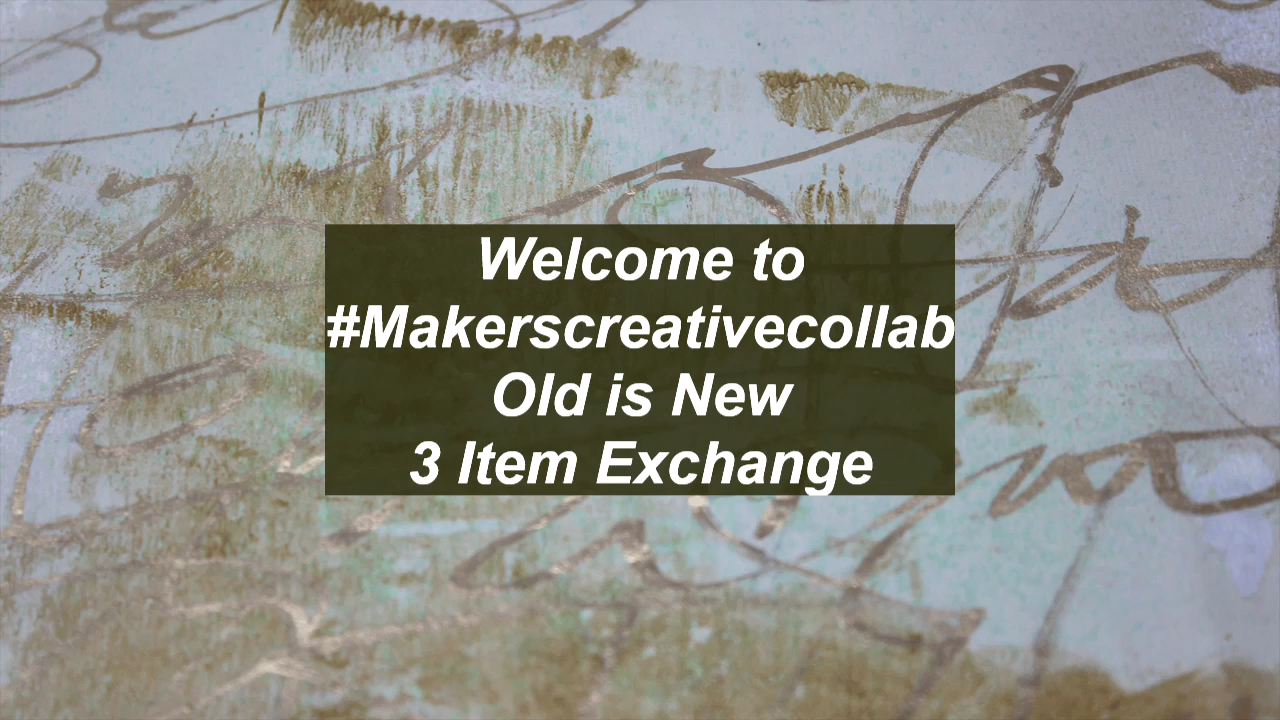 Welcome to
#Makerscreativecollab
Old is New
3 Item Exchange